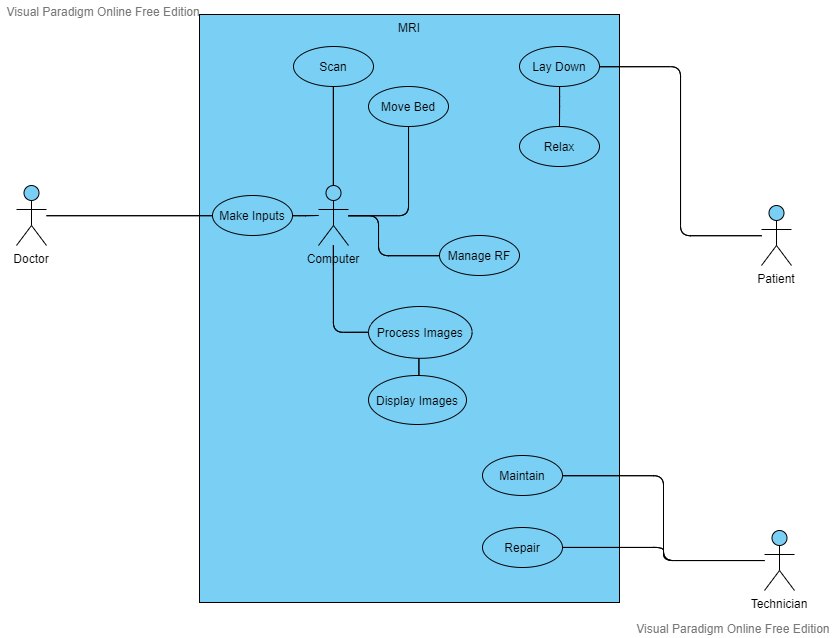 Visual Paradigm Online Free Edition
MRI
Scan
Lay Down
Move Bed
Relax
Make Inputs
Doctor
Computer
Manage RF
Patient
Process Images
Display Images
Maintain
Repair
Technician
Visual Paradigm Online Free Edition